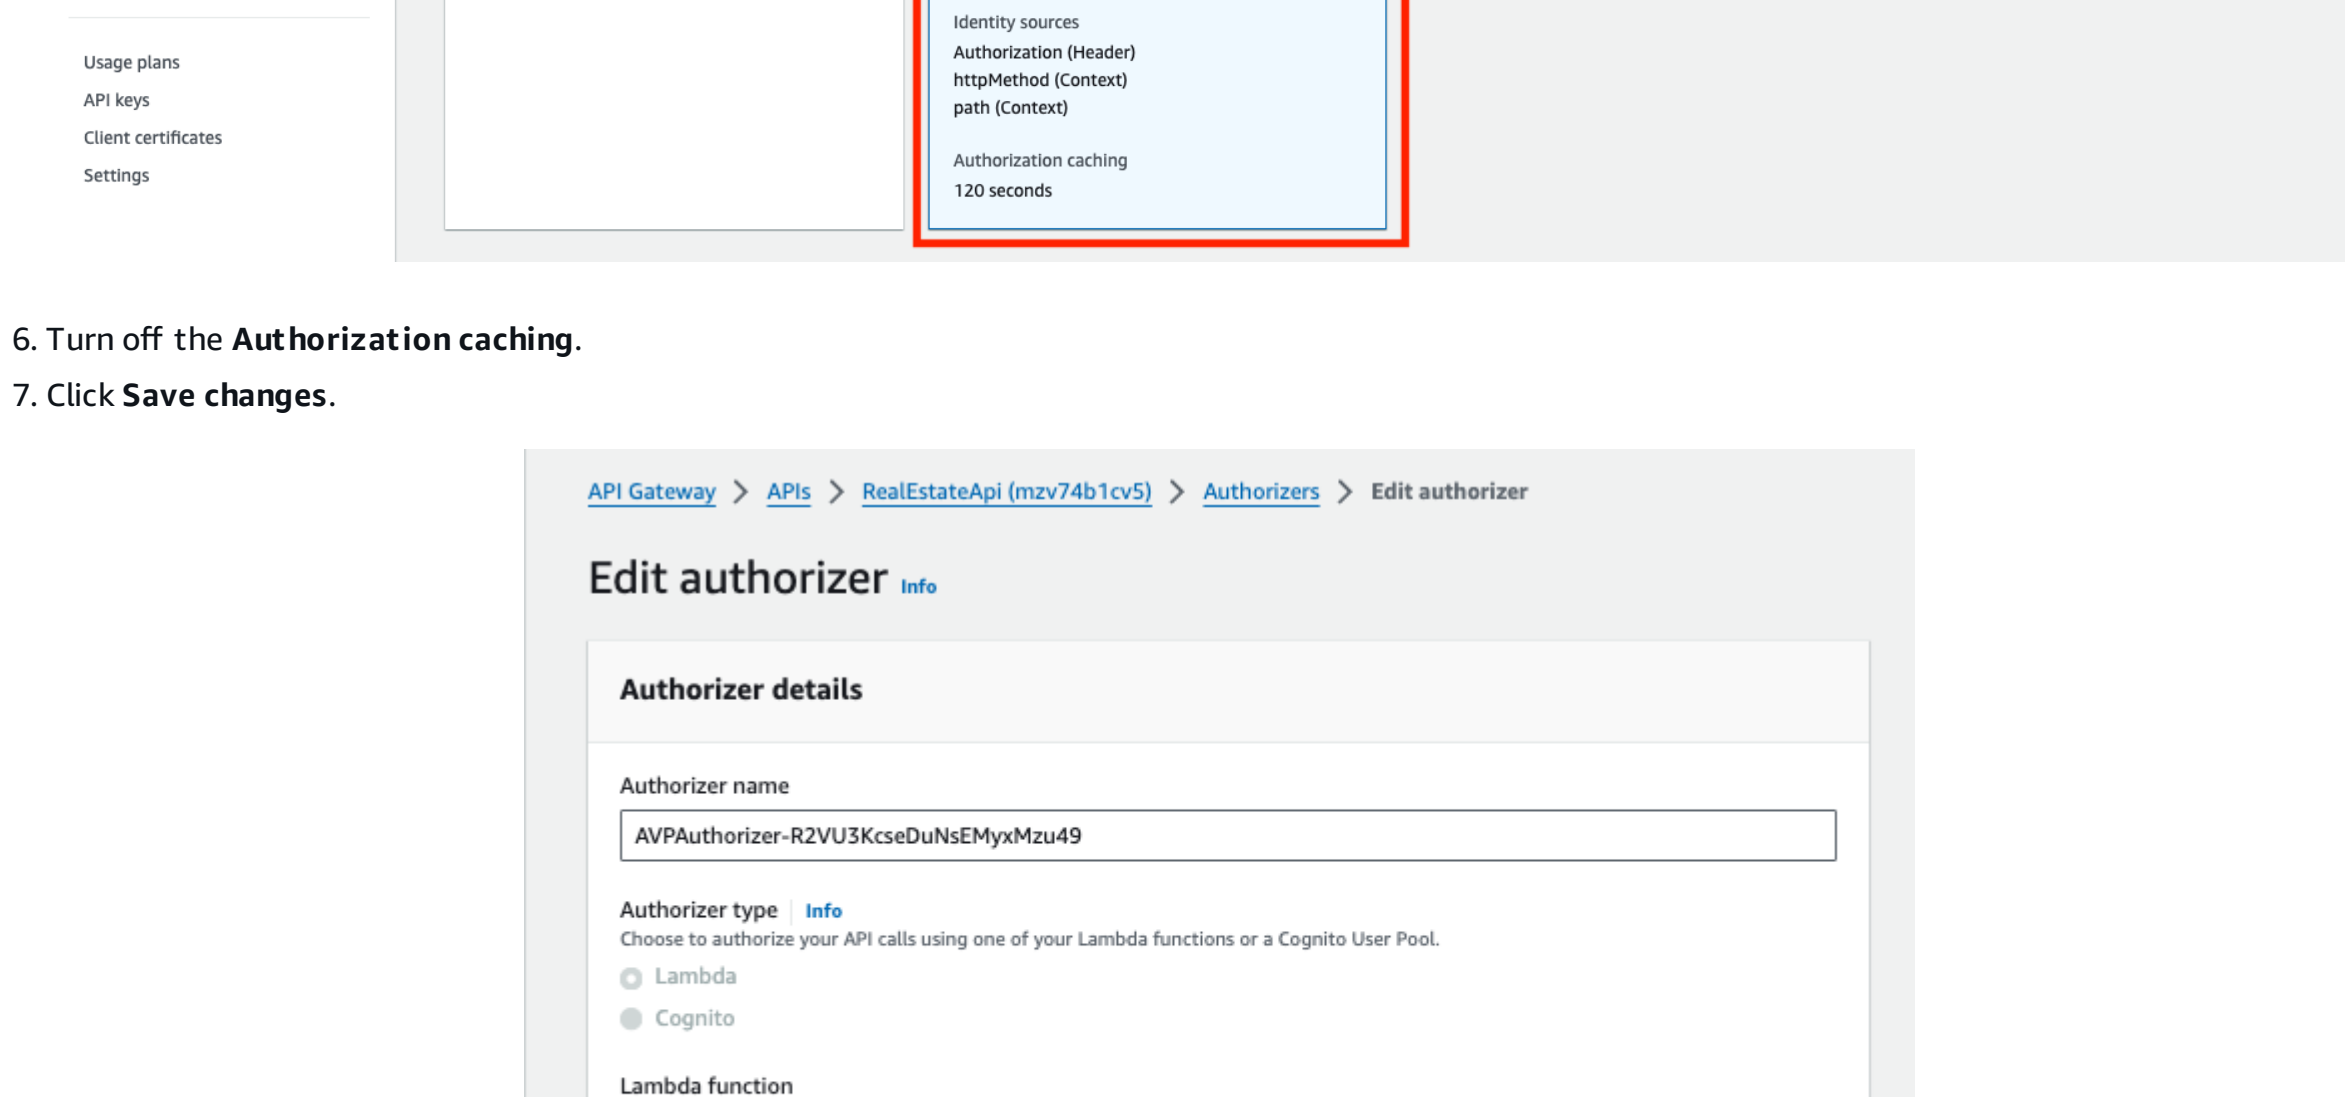 Identity sources
Authorization (Header)
httpMethod (Context)
path (Context)
Authorization caching
120 seconds
Usage plans
API keys
Client certificates
Settings
6. Turn off the Authorization caching.
7. Click Save changes.
API Gateway > APIs > RealEstateApi (mzv74b1cv5) > Authorizers > Edit authorizer
Edit authorizer Info
Authorizer details
Authorizer name
AVPAuthorizer-R2VU3KcseDuNsEMyxMzu49
Authorizer type Info
Choose to authorize your API calls using one of your Lambda functions or a Cognito User Pool.
Lambda
Cognito
Lambda function